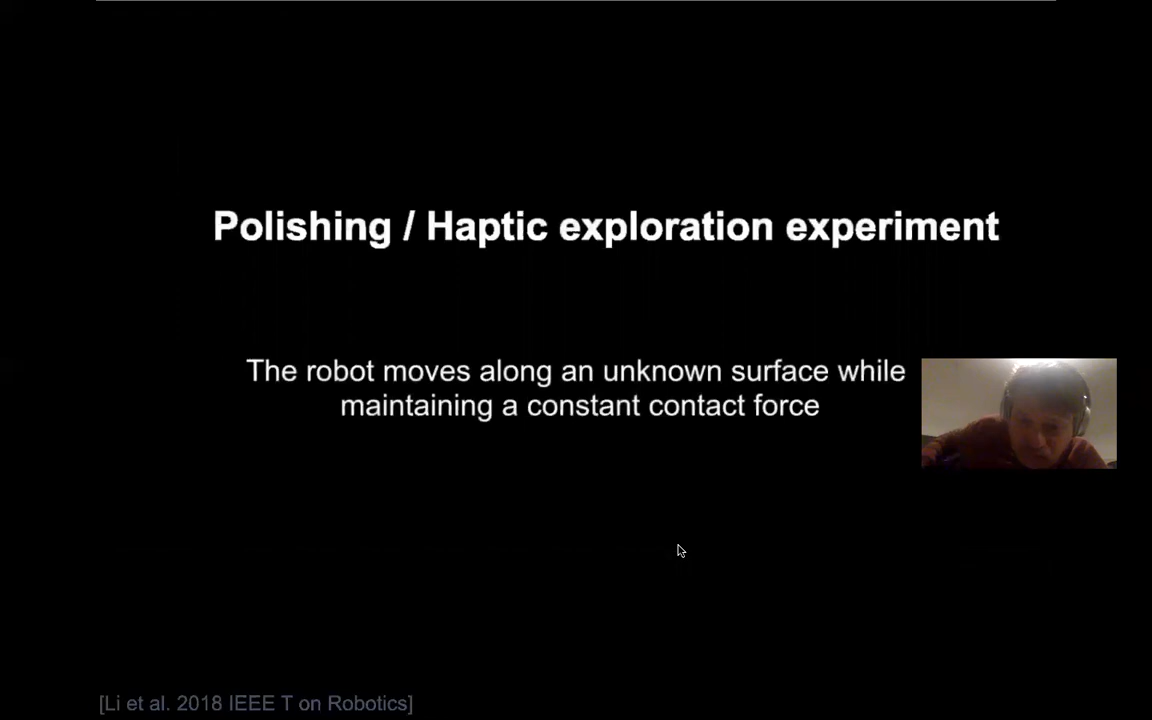 Polishing / Haptic exploration experiment
The robot moves along an unknown surface while
maintaining a constant contact force
[Li et al. 2018 IEEE T on Robotics]